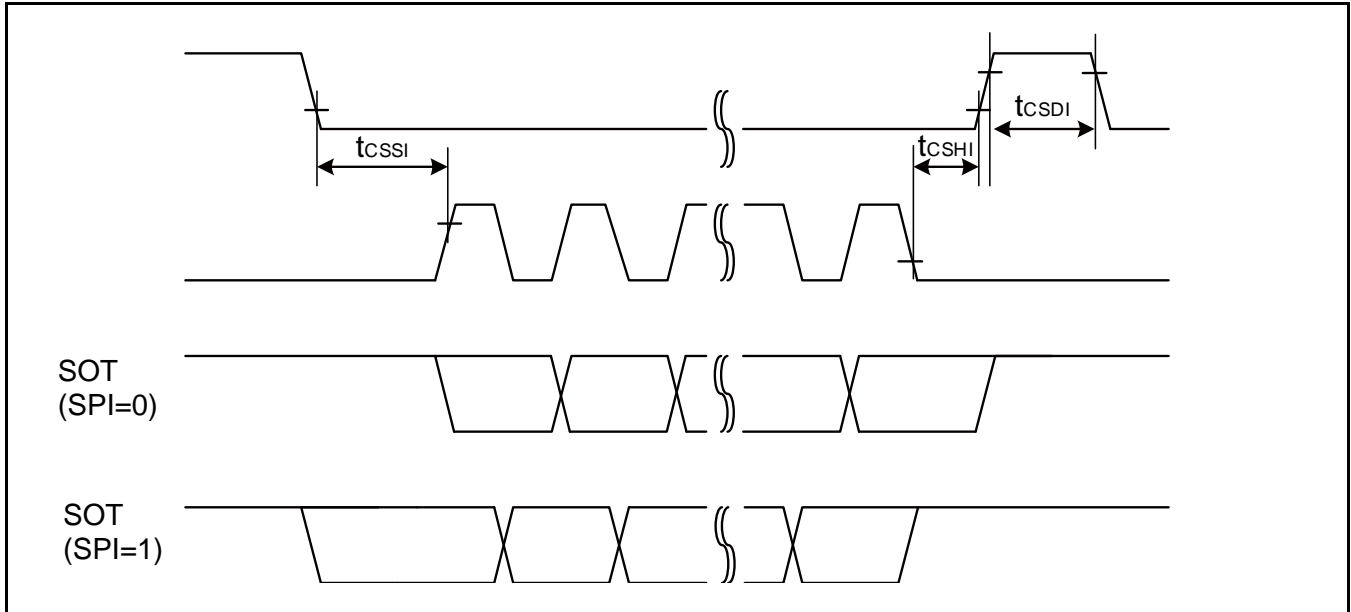 tCSDI
tCSSI
tCSHI
SOT
(SPI=0)
SOT
(SPI=1)